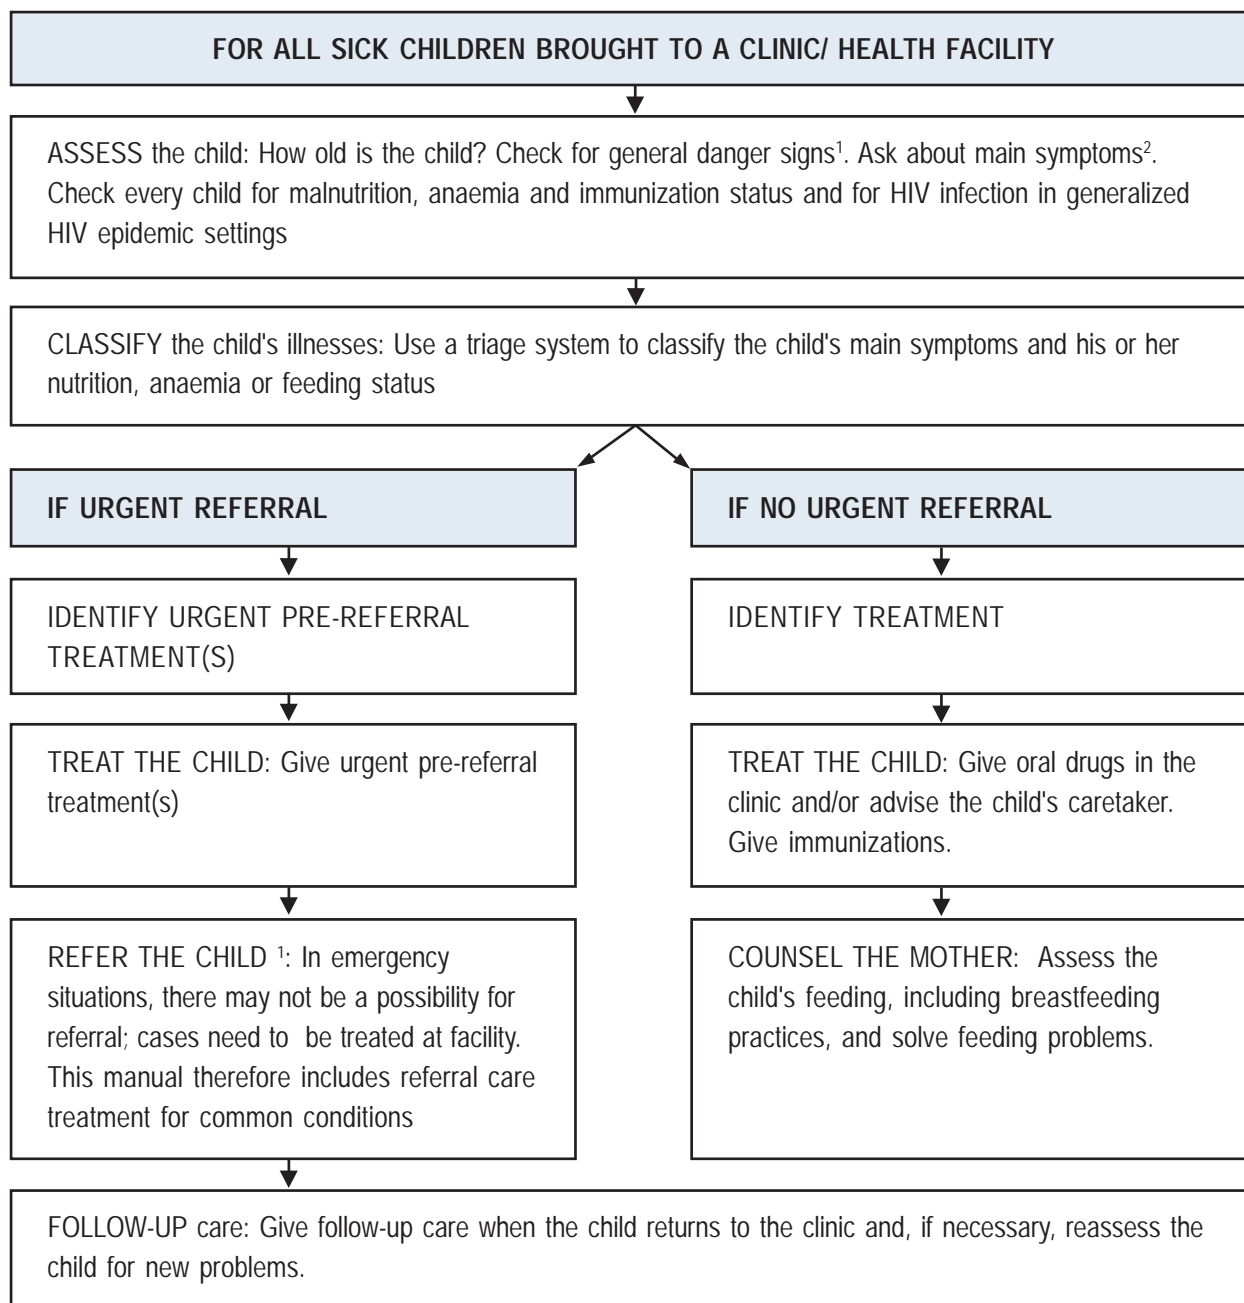 FOR ALL SICK CHILDREN BROUGHT TO A CLINIC/ HEALTH FACILITY
ASSESS the child: How old is the child? Check for general danger signs¹. Ask about main symptoms².
Check every child for malnutrition, anaemia and immunization status and for HIV infection in generalized
HIV epidemic settings
CLASSIFY the child's illnesses: Use a triage system to classify the child's main symptoms and his or her
nutrition, anaemia or feeding status
IF URGENT REFERRAL
IDENTIFY URGENT PRE-REFERRAL
TREATMENT(S)
TREAT THE CHILD: Give urgent pre-referral
treatment(s)
REFER THE CHILD ¹: In emergency
situations, there may not be a possibility for
referral; cases need to be treated at facility.
This manual therefore includes referral care
treatment for common conditions
IF NO URGENT REFERRAL
IDENTIFY TREATMENT
TREAT THE CHILD: Give oral drugs in the
clinic and/or advise the child's caretaker.
Give immunizations.
COUNSEL THE MOTHER: Assess the
child's feeding, including breastfeeding
practices, and solve feeding problems.
FOLLOW-UP care: Give follow-up care when the child returns to the clinic and, if necessary, reassess the
child for new problems.